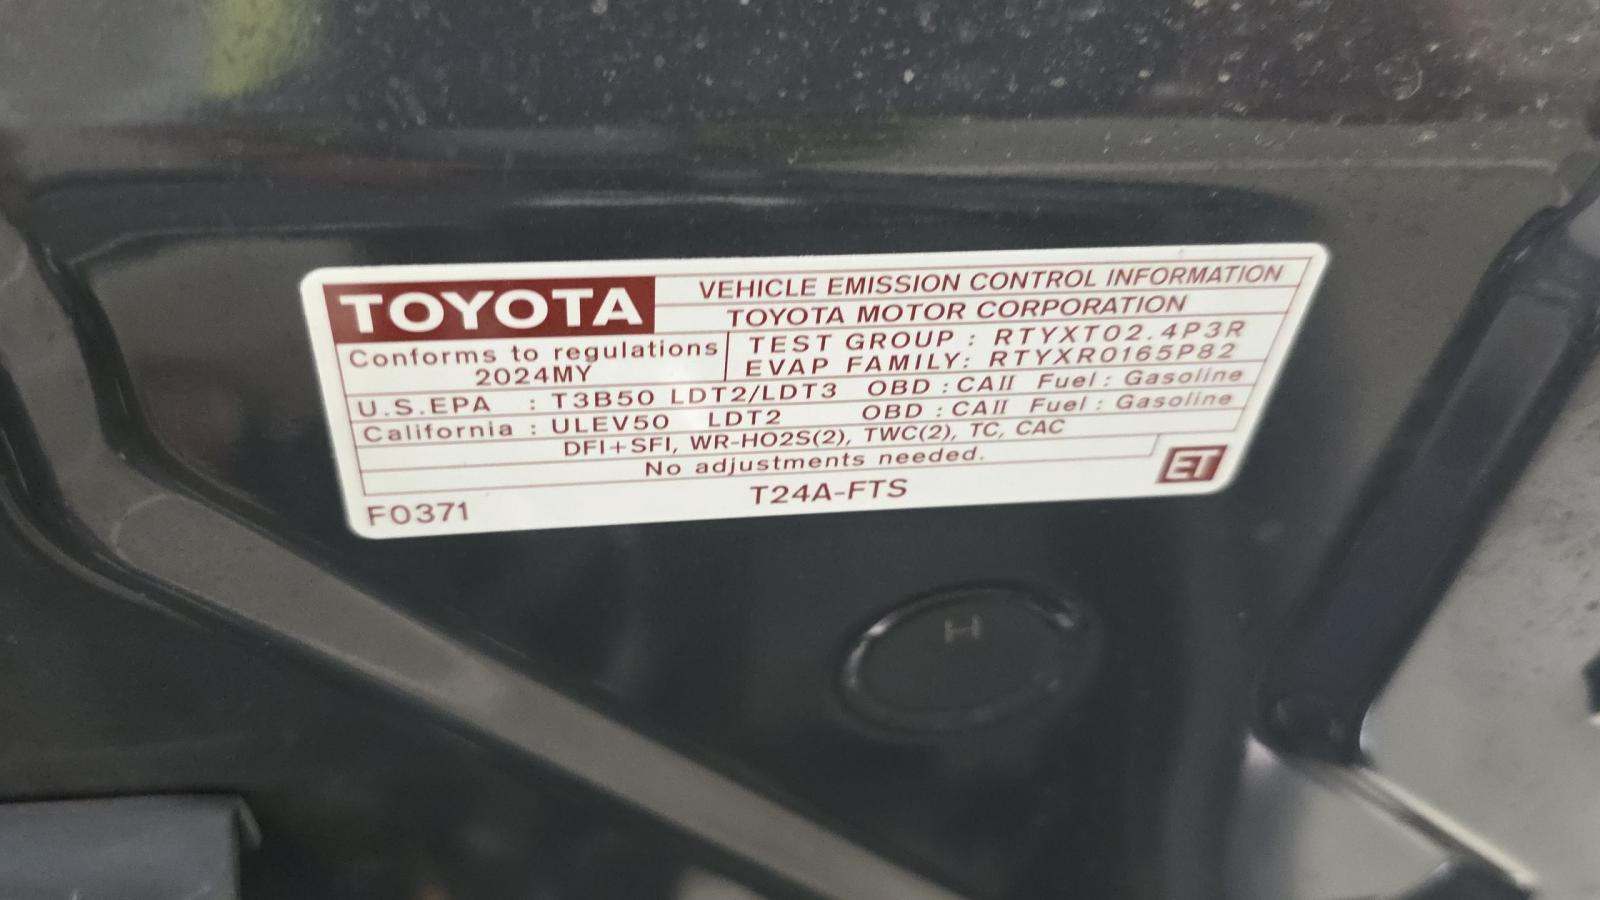 TOYOTA
VEHICLE EMISSION CONTROL INFORMATION
TOYOTA MOTOR CORPORATION
Conforms to regulations
2024MY
TEST GROUP : RTYXT02.4P3R
EVAP FAMILY: RTYXR0165P82
U.S.EPA : T3B50 LDT2/LDT3 OBD : CAII Fuel : Gasoline
California : ULEV50 LDT2 OBD : CAII Fuel : Gasoline
DFI+SFI, WR-HO2S(2), TWC(2), TC, CAC
No adjustments needed.
ET
F0371
T24A-FTS
H